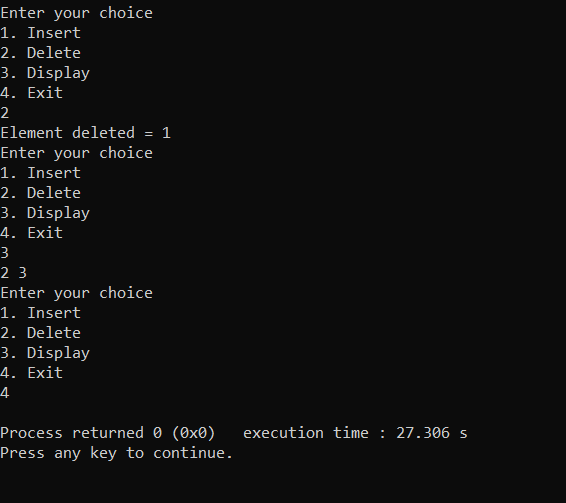 Enter your choice
1. Insert
2. Delete
3. Display
4. Exit
2
Element deleted = 1
Enter your choice
1. Insert
2. Delete
3. Display
4. Exit
3
2 3
Enter your choice
1. Insert
2. Delete
3. Display
4. Exit
4

Process returned 0 (0x0)   execution time : 27.306 s
Press any key to continue.